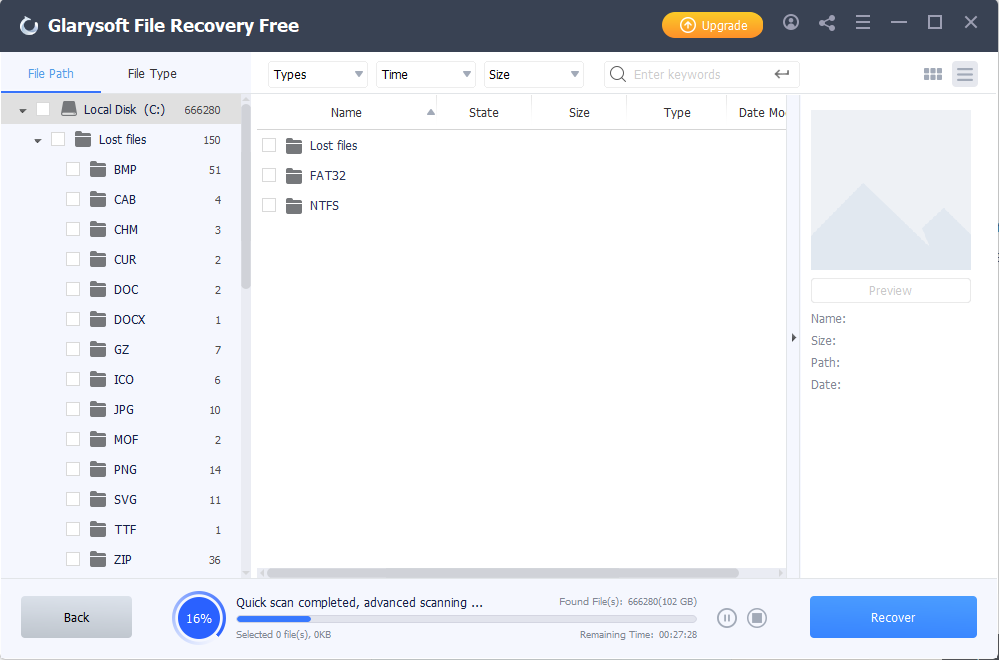 Glarysoft File Recovery Free
Upgrade
File Path File Type
Types Time Size Enter keywords
Local Disk (C:) 666280
Lost files 150
BMP 51
CAB 4
CHM 3
CUR 2
DOC 2
DOCX 1
GZ 7
ICO 6
JPG 10
MOF 2
PNG 14
SVG 11
TTF 1
ZIP 36
Name State Size Type Date Mo
Lost files
FAT32
NTFS
Preview
Name:
Size:
Path:
Date:
Back
16%
Quick scan completed, advanced scanning ... Found File(s): 666280(102 GB)
Selected 0 file(s), 0KB Remaining Time: 00:27:28
Recover